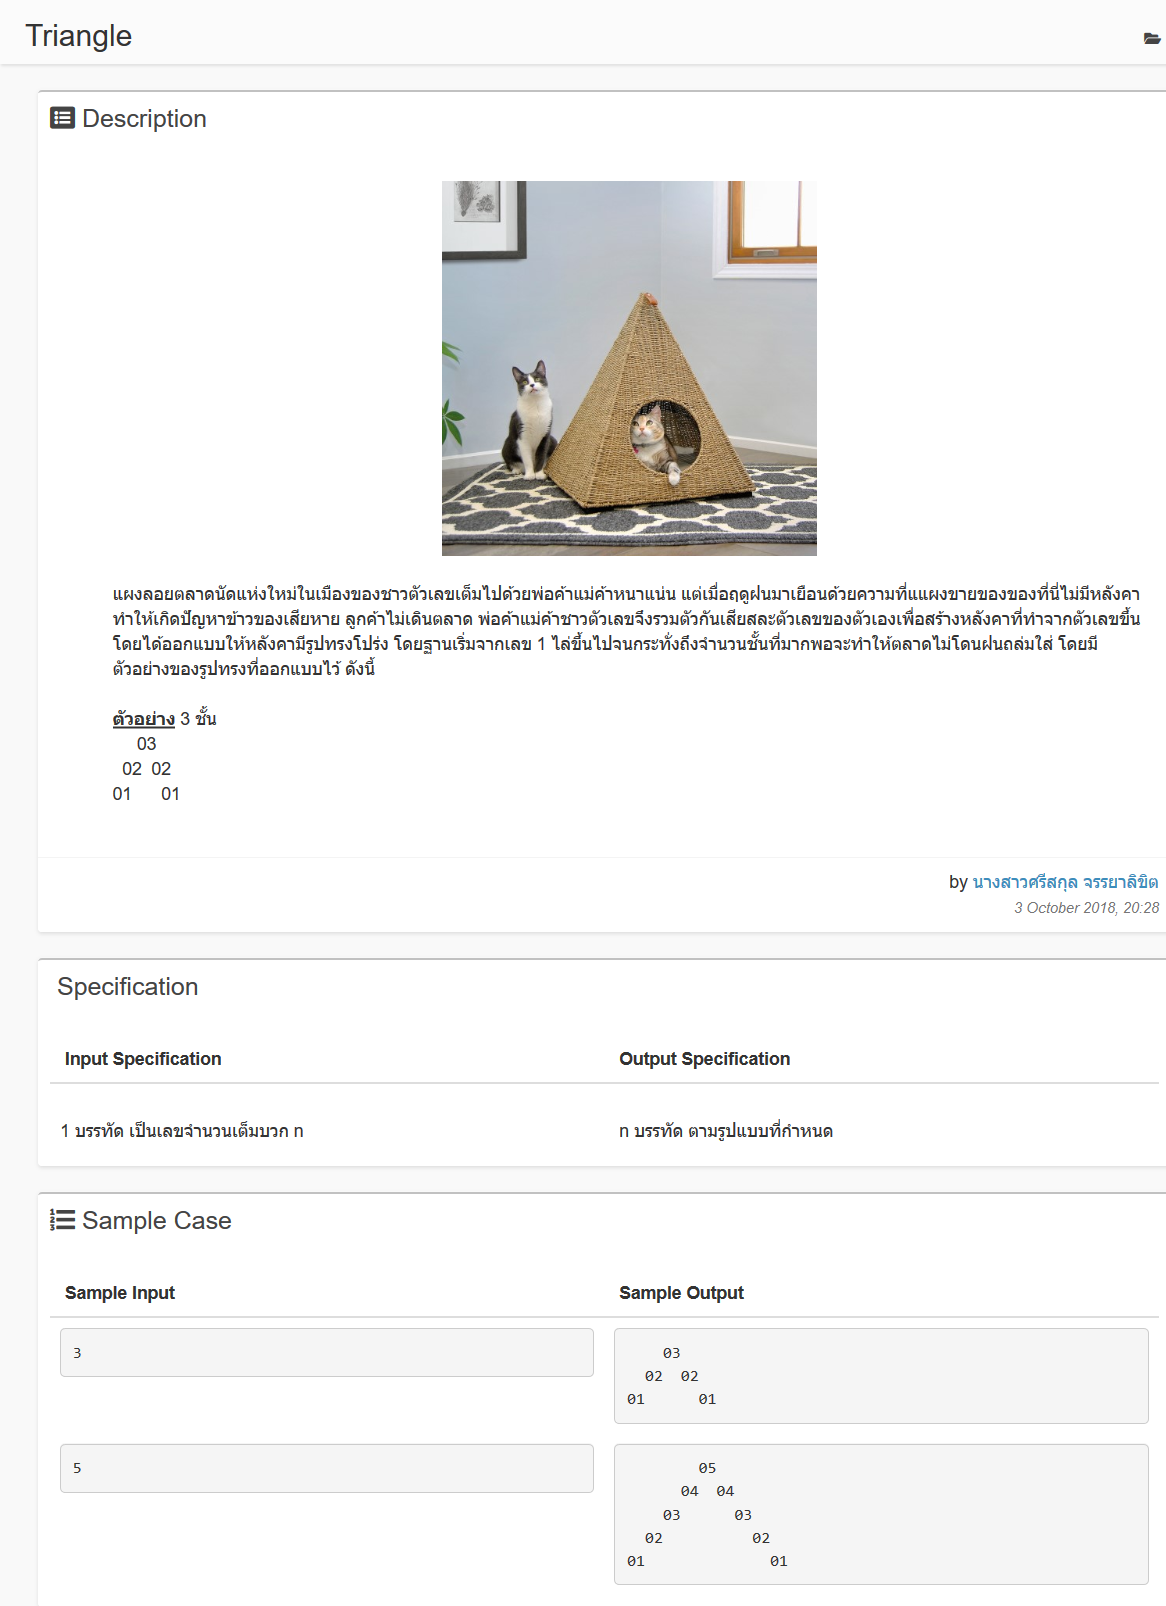 Triangle
Description
แผงลอยตลาดนัดแห่งใหม่ในเมืองของชาวตัวเลขเต็มไปด้วยพ่อค้าแม่ค้าหนาแน่น แต่เมื่อฤดูฝนมาเยือนด้วยความที่แแผงขายของของที่นี่ไม่มีหลังคา
ทำให้เกิดปัญหาข้าวของเสียหาย ลูกค้าไม่เดินตลาด พ่อค้าแม่ค้าชาวตัวเลขจึงรวมตัวกันเสียสละตัวเลขของตัวเองเพื่อสร้างหลังคาที่ทำจากตัวเลขขึ้น
โดยได้ออกแบบให้หลังคามีรูปทรงโปร่ง โดยฐานเริ่มจากเลข 1 ไล่ขึ้นไปจนกระทั่งถึงจำนวนชั้นที่มากพอจะทำให้ตลาดไม่โดนฝนถล่มใส่ โดยมี
ตัวอย่างของรูปทรงที่ออกแบบไว้ ดังนี้
ตัวอย่าง 3 ชั้น
     03
  02  02
01      01
by นางสาวศรีสกุล จรรยาลิขิต
3 October 2018, 20:28
Specification
Input Specification
Output Specification
1 บรรทัด เป็นเลขจำนวนเต็มบวก n
n บรรทัด ตามรูปแบบที่กำหนด
Sample Case
Sample Input
Sample Output
3
    03
  02  02
01      01
5
        05
      04  04
    03      03
  02          02
01              01